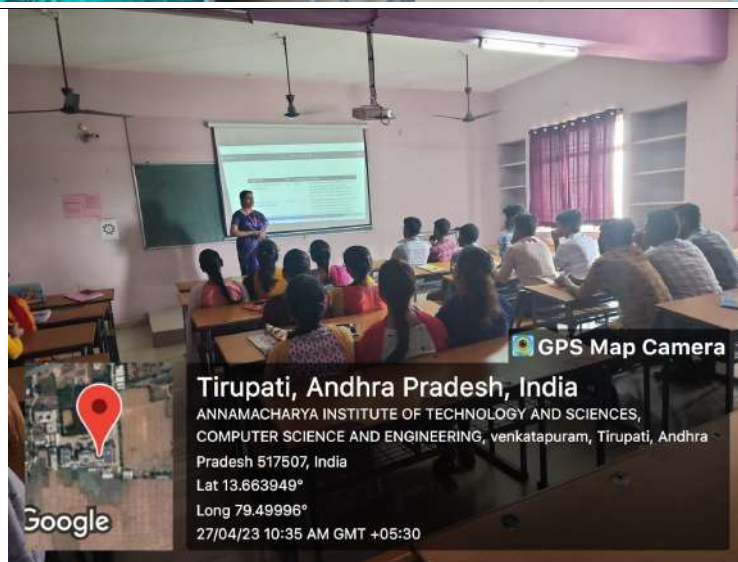 GPS Map Camera
Tirupati, Andhra Pradesh, India
ANNAMACHARYA INSTITUTE OF TECHNOLOGY AND SCIENCES,
COMPUTER SCIENCE AND ENGINEERING, venkatapuram, Tirupati, Andhra
Pradesh 517507, India
Lat 13.663949°
Long 79.49996°
27/04/23 10:35 AM GMT +05:30
Google